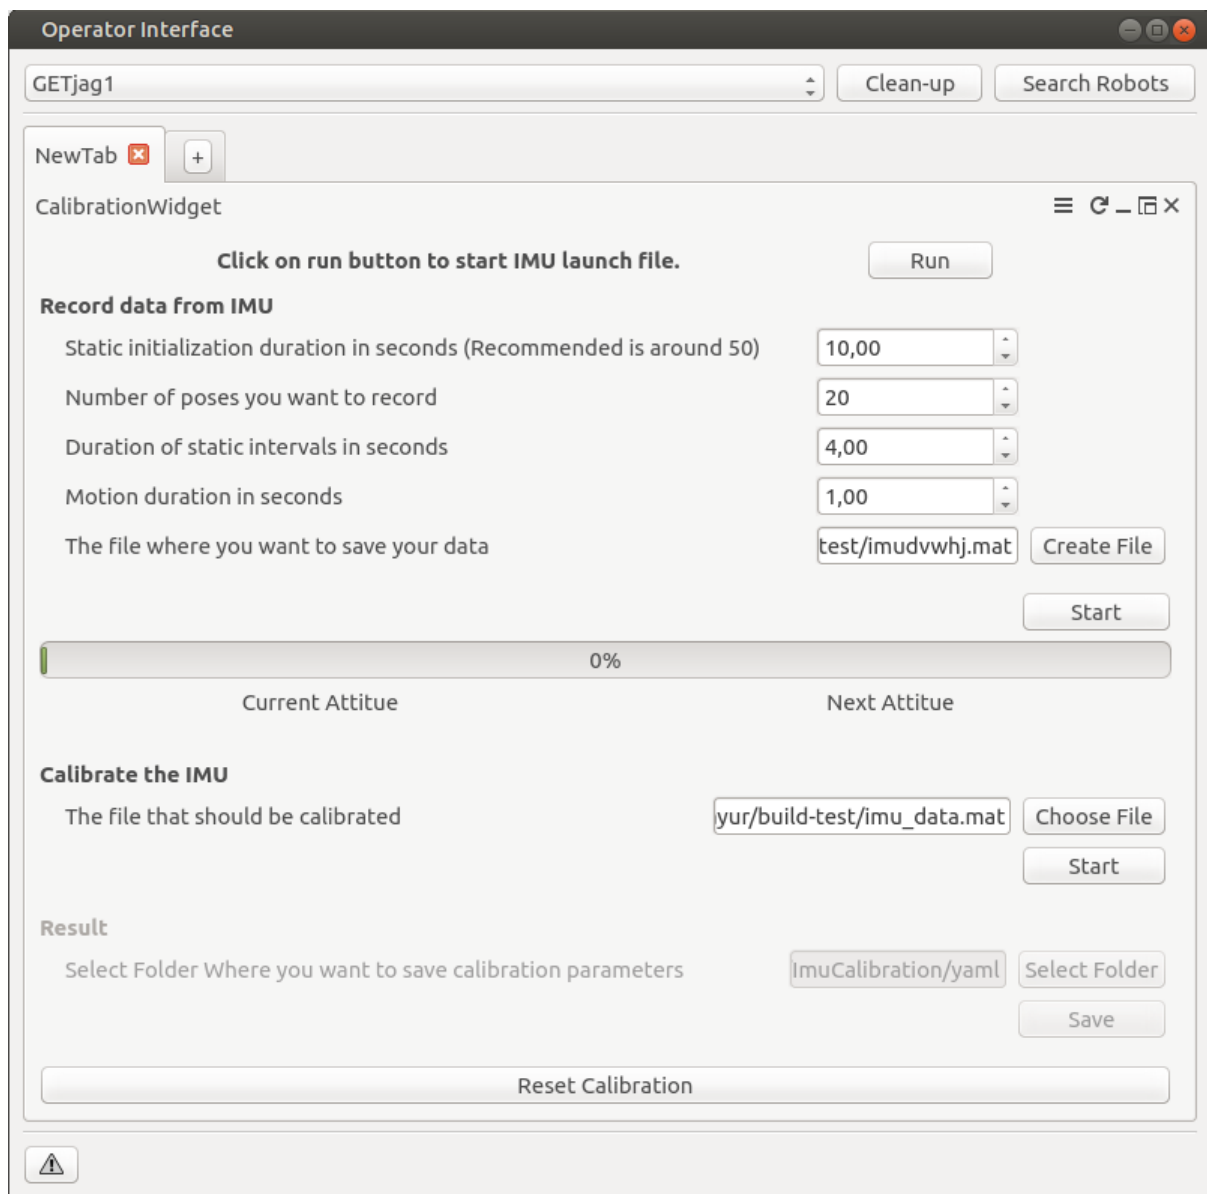 Operator Interface
GETjag1 Clean-up Search Robots
NewTab +
CalibrationWidget
Click on run button to start IMU launch file. Run
Record data from IMU
Static initialization duration in seconds (Recommended is around 50) 10,00
Number of poses you want to record 20
Duration of static intervals in seconds 4,00
Motion duration in seconds 1,00
The file where you want to save your data test/imudvwhj.mat Create File
Start
0%
Current Attitue Next Attitue
Calibrate the IMU
The file that should be calibrated yur/build-test/imu_data.mat Choose File
Start
Result
Select Folder Where you want to save calibration parameters ImuCalibration/yaml Select Folder
Save
Reset Calibration